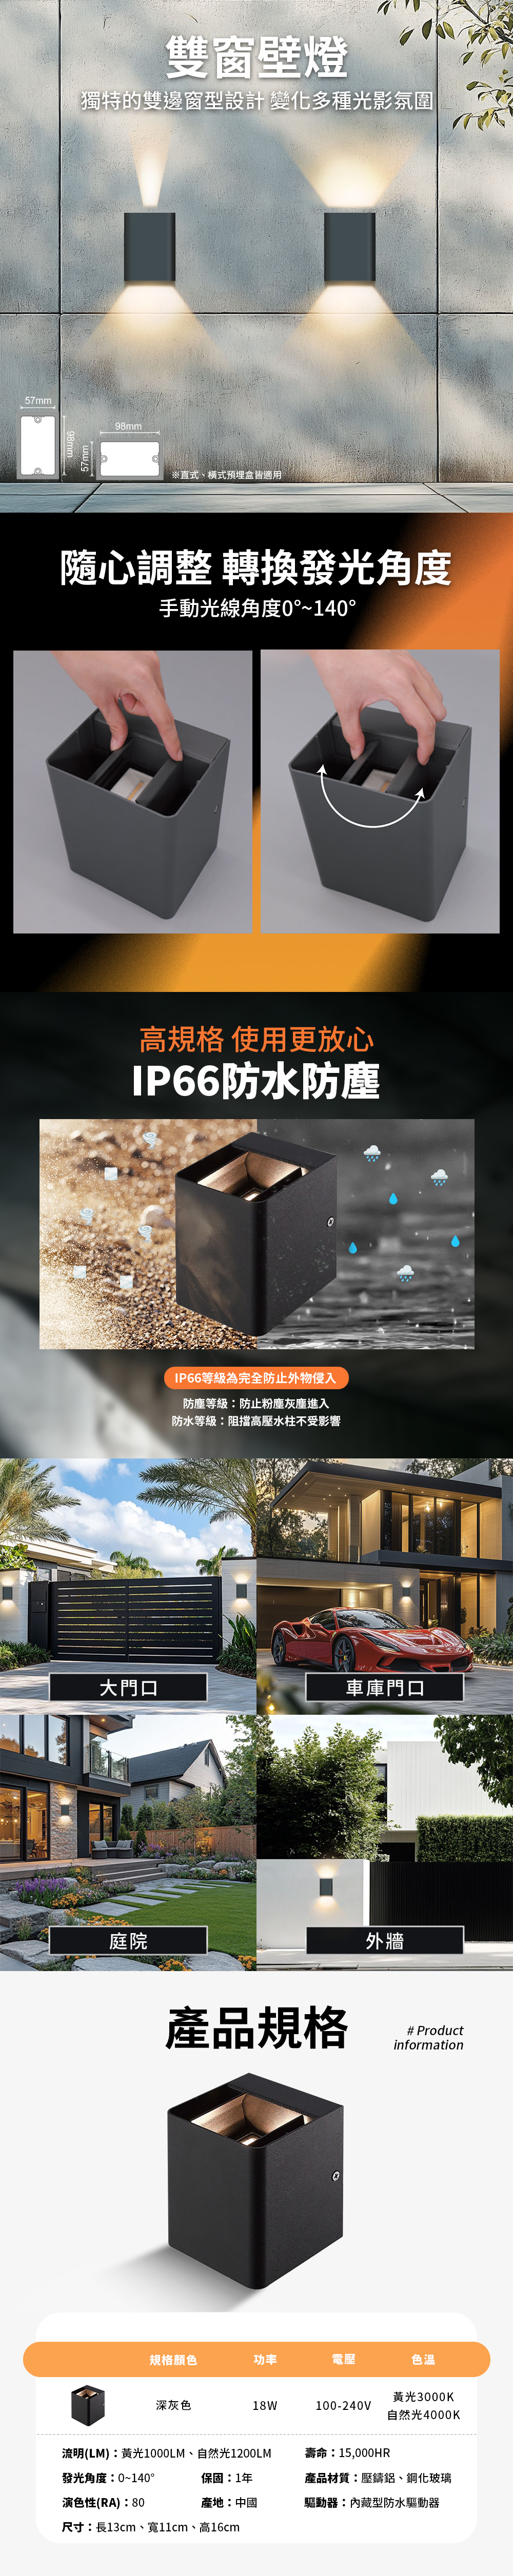 雙窗壁燈
獨特的雙邊窗型設計 變化多種光影氛圍
57mm
98mm
98mm
57mm
※直式、橫式預埋盒皆適用
隨心調整 轉換發光角度
手動光線角度0°~140°
高規格 使用更放心
IP66防水防塵
IP66等級為完全防止外物侵入
防塵等級：防止粉塵灰塵進入
防水等級：阻擋高壓水柱不受影響
大門口
車庫門口
庭院
外牆
產品規格
# Product
information
規格顏色 功率 電壓 色溫
深灰色 18W 100-240V 黃光3000K
自然光4000K
流明(LM)：黃光1000LM、自然光1200LM 壽命：15,000HR
發光角度：0~140° 保固：1年 產品材質：壓鑄鋁、鋼化玻璃
演色性(RA)：80 產地：中國 驅動器：內藏型防水驅動器
尺寸：長13cm、寬11cm、高16cm